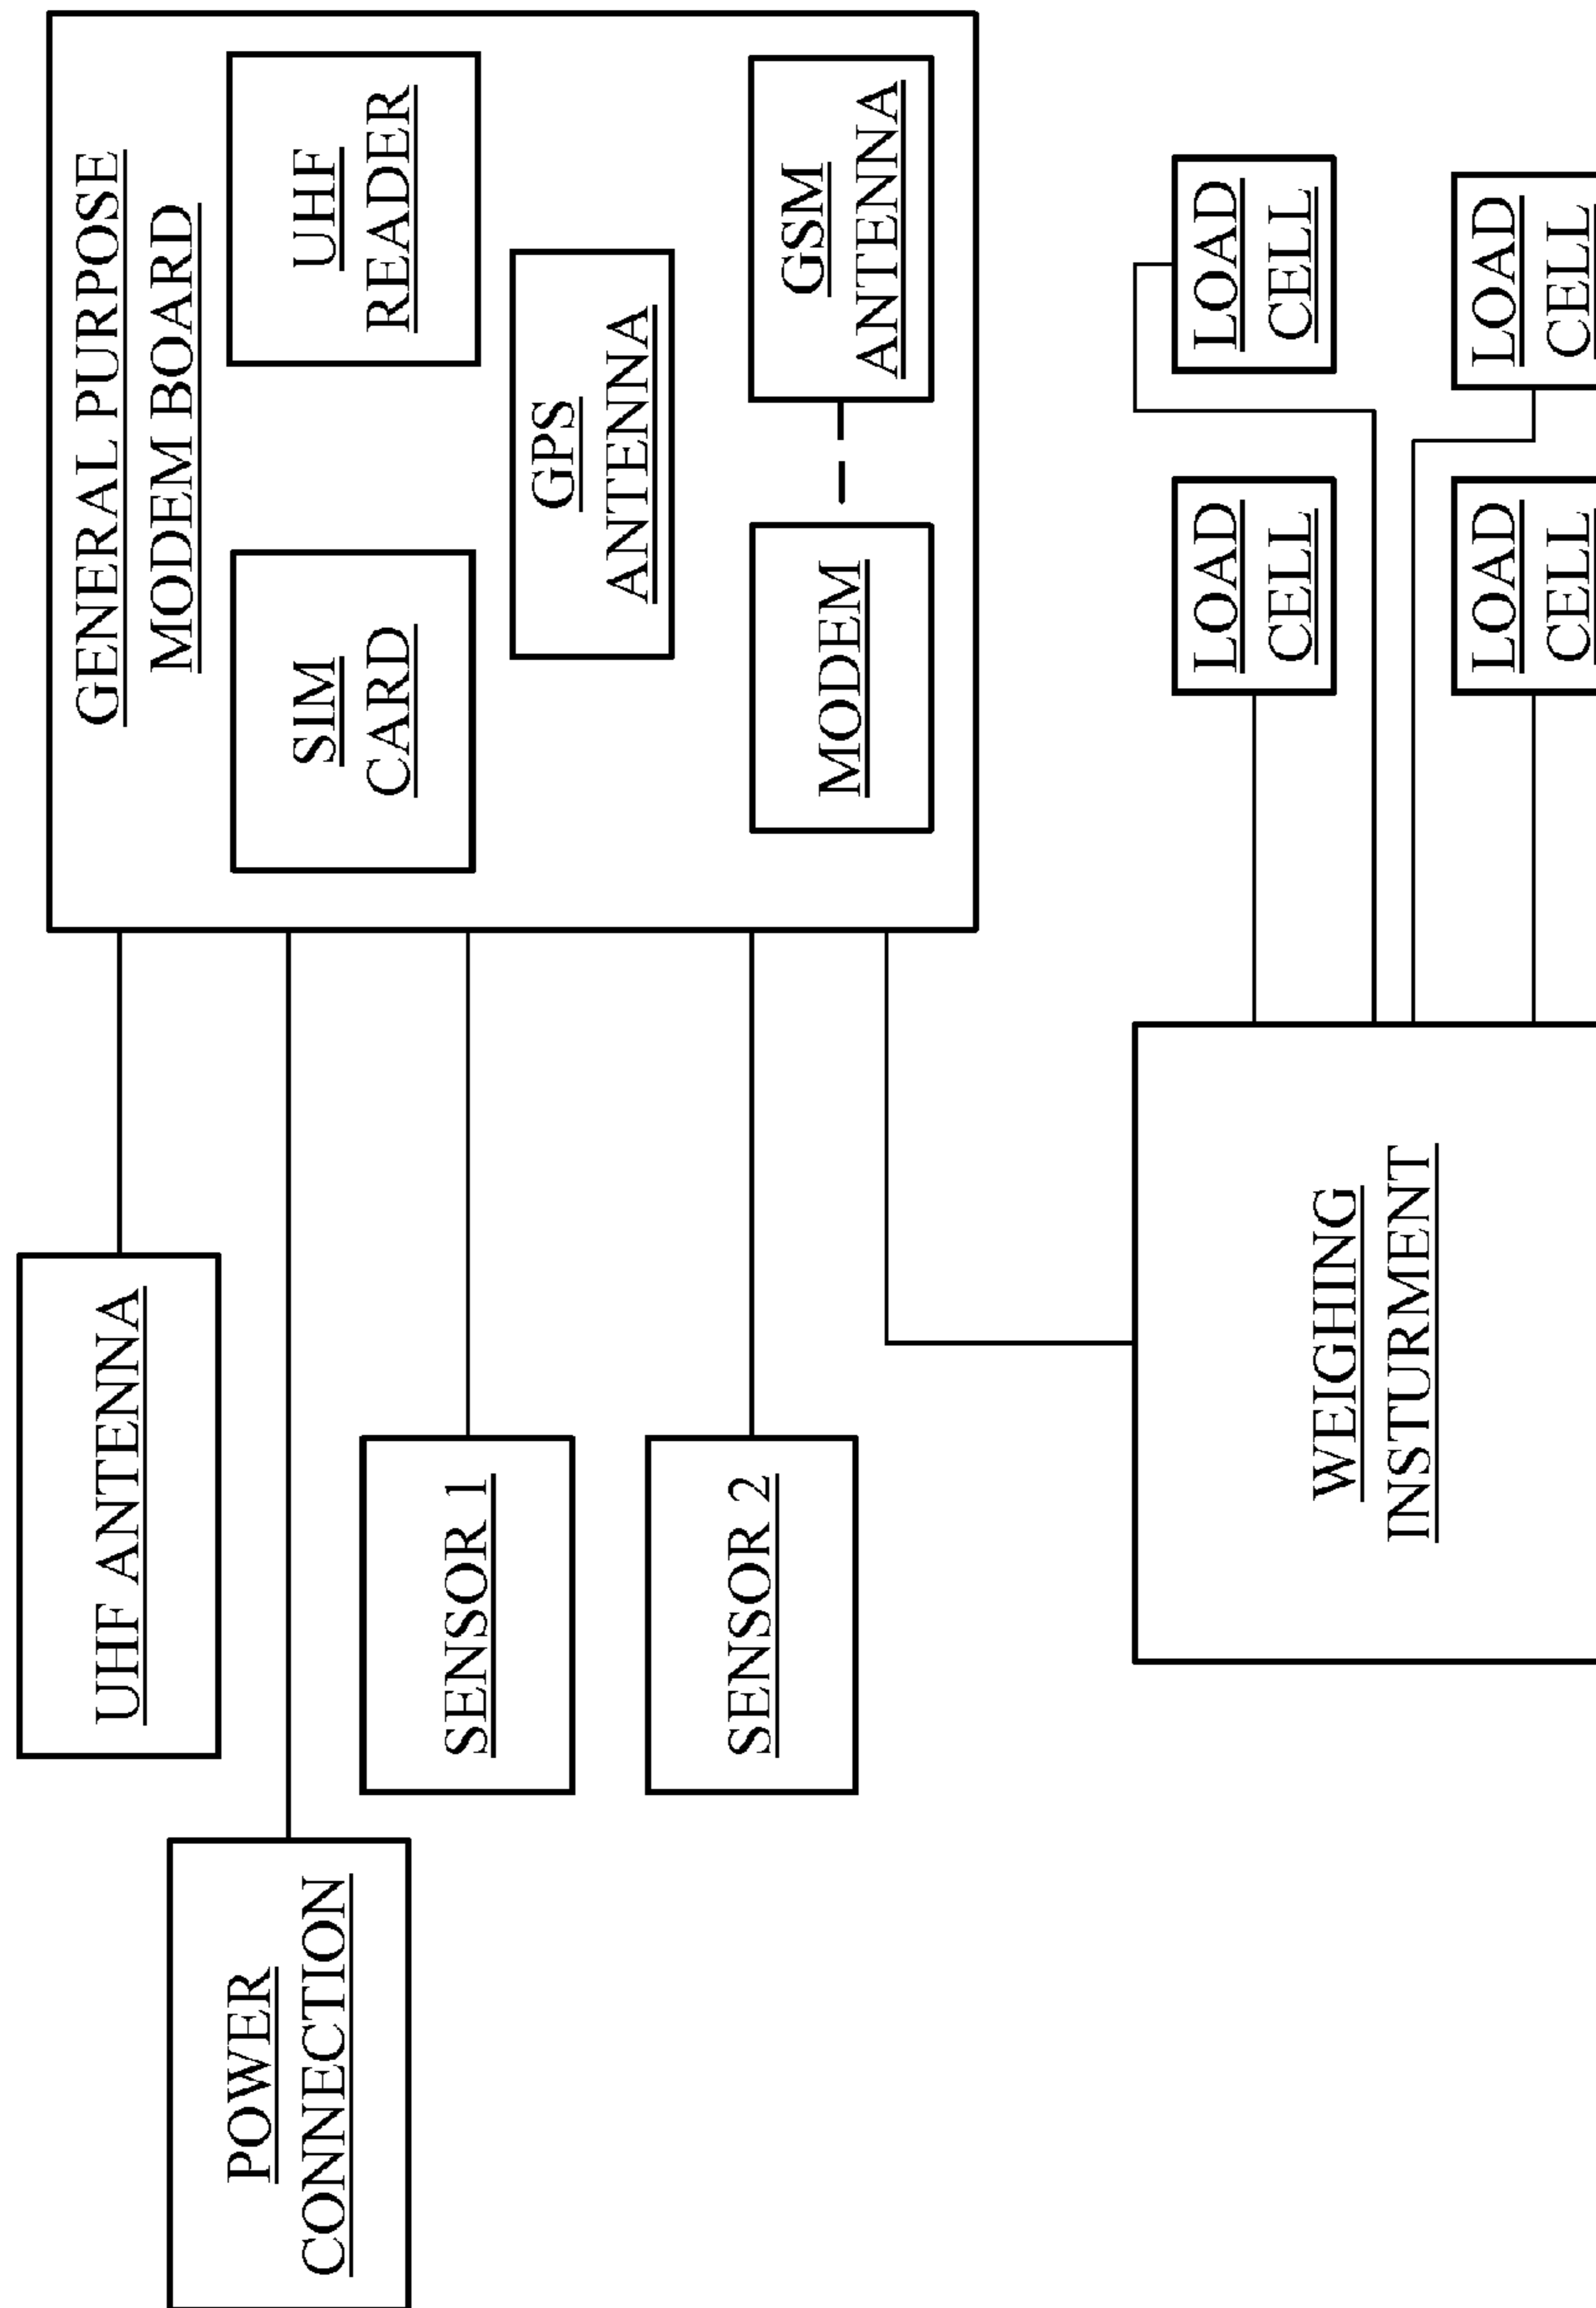 GENERAL PURPOSE
MODEM BOARD
UHF ANTENNA
POWER
CONNECTION
SIM
CARD
UHF
READER
SENSOR 1
GPS
ANTENNA
SENSOR 2
MODEM
GSM
ANTENNA
WEIGHING
INSTURMENT
LOAD
CELL
LOAD
CELL
LOAD
CELL
LOAD
CELL